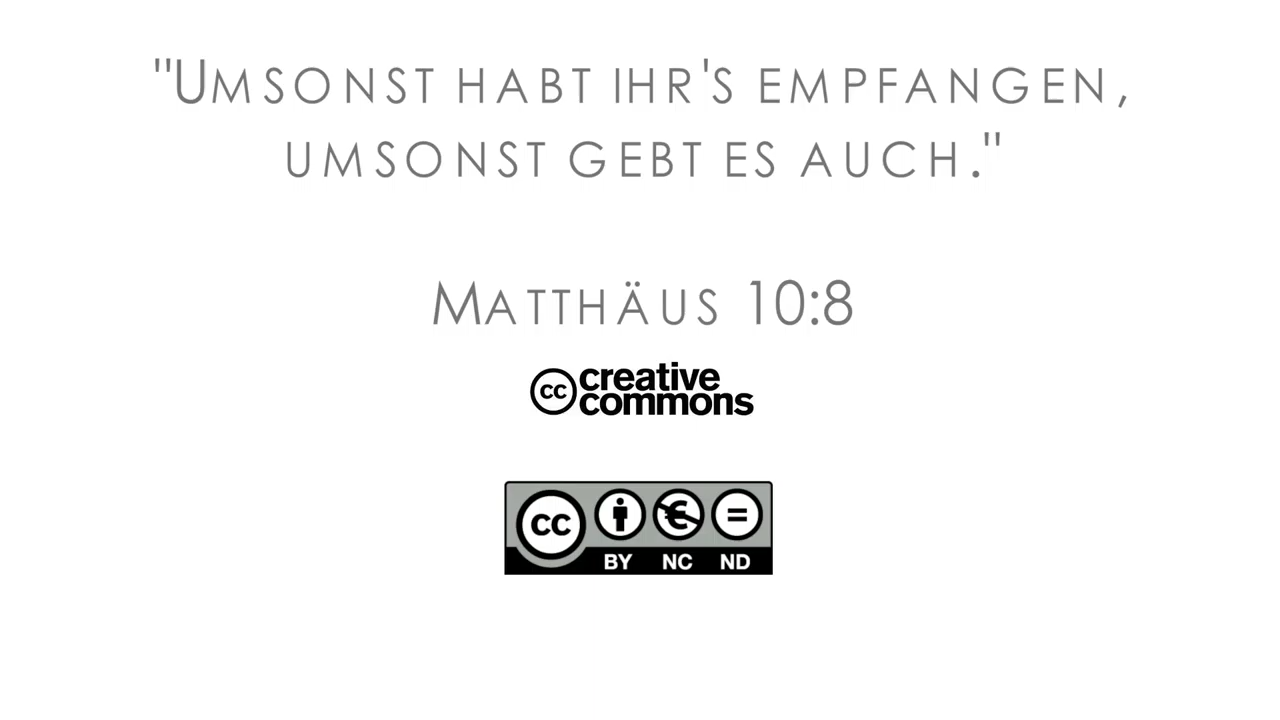 "Umsonst habt ihr's empfangen,
umsonst gebt es auch."
Matthäus 10:8
cc creative
commons
cc
BY NC ND